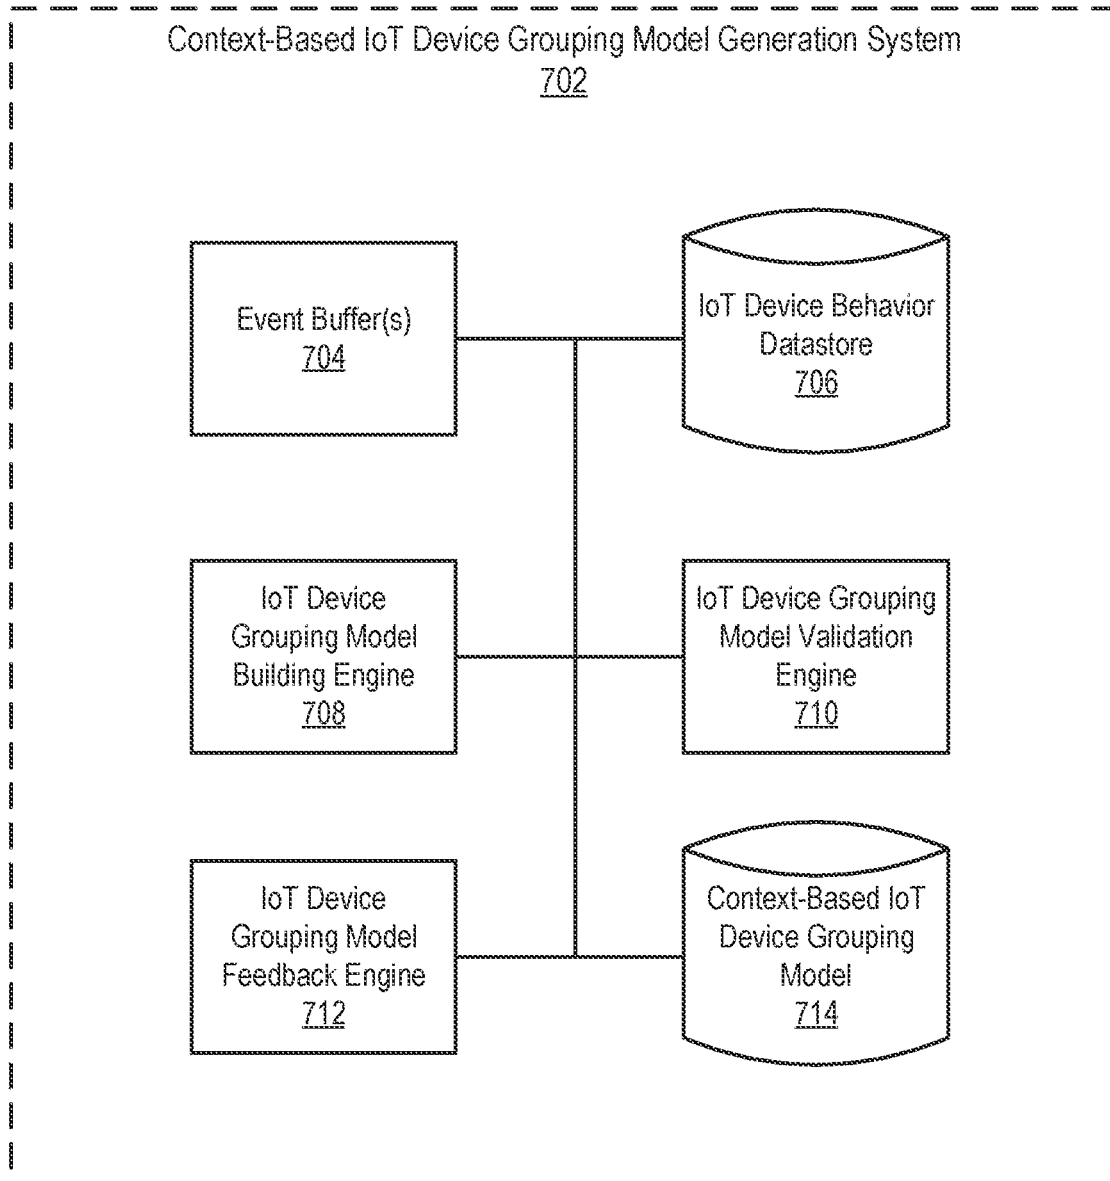 Context-Based IoT Device Grouping Model Generation System
702
Event Buffer(s)
704
IoT Device Behavior
Datastore
706
IoT Device
Grouping Model
Building Engine
708
IoT Device Grouping
Model Validation
Engine
710
IoT Device
Grouping Model
Feedback Engine
712
Context-Based IoT
Device Grouping
Model
714